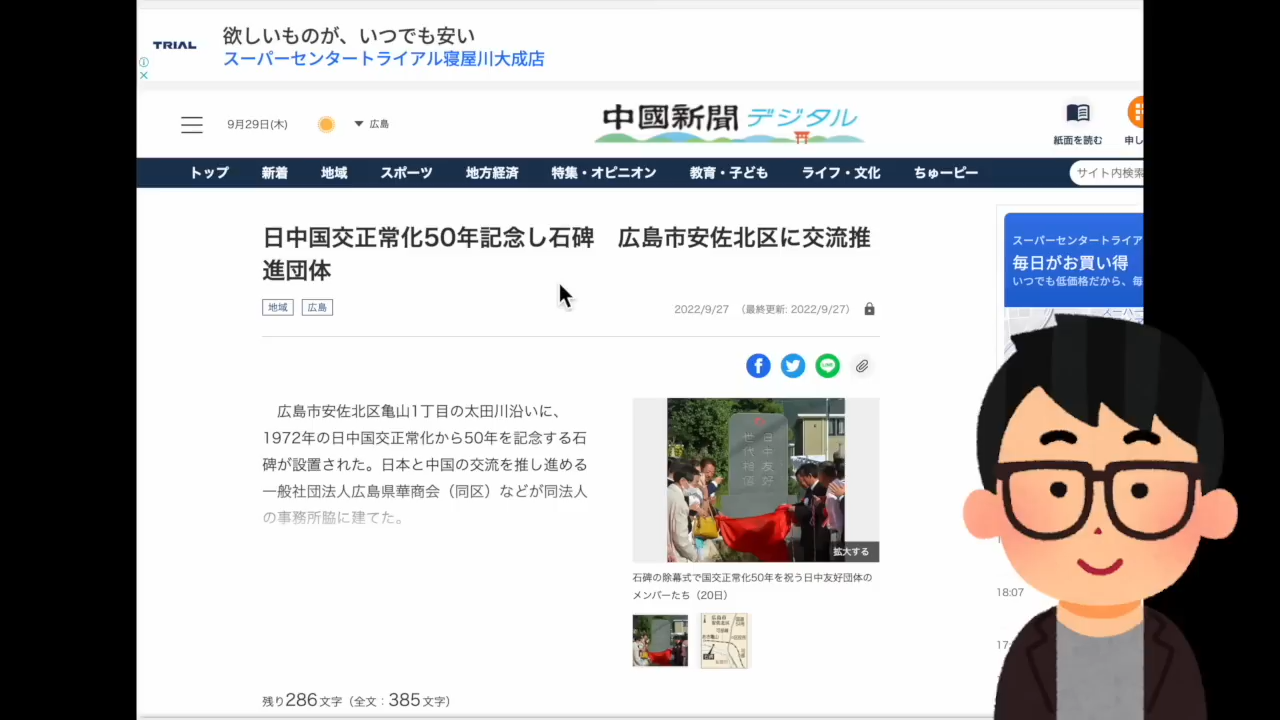 TRIAL
欲しいものが、いつでも安い
スーパーセンタートライアル寝屋川大成店
9月29日(木)
広島
中國新聞デジタル
紙面を読む
申し
トップ 新着 地域 スポーツ 地方経済 特集・オピニオン 教育・子ども ライフ・文化 ちゅーピー
サイト内検索
日中国交正常化50年記念し石碑　広島市安佐北区に交流推
進団体
地域 広島
2022/9/27 （最終更新: 2022/9/27）
スーパーセンタートライア
毎日がお買い得
いつでも低価格だから、毎
スーパー
広島市安佐北区亀山1丁目の太田川沿いに、
1972年の日中国交正常化から50年を記念する石
碑が設置された。日本と中国の交流を推し進める
一般社団法人広島県華商会（同区）などが同法人
の事務所脇に建てた。
日中友好
世代相傳
拡大する
石碑の除幕式で国交正常化50年を祝う日中友好団体の
メンバーたち（20日）
18:07
残り286文字（全文：385文字）